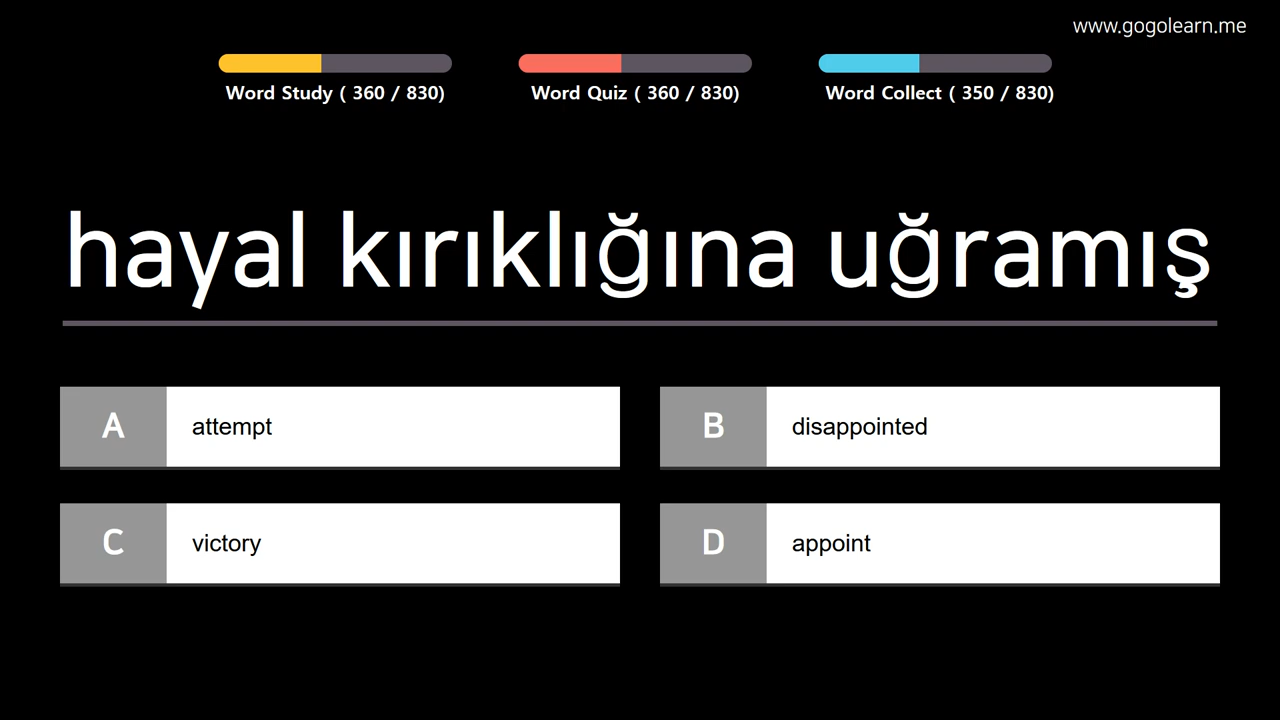 www.gogolearn.me
Word Study ( 360 / 830)
Word Quiz ( 360 / 830)
Word Collect ( 350 / 830)
hayal kırıklığına uğramış
A attempt
B disappointed
C victory
D appoint